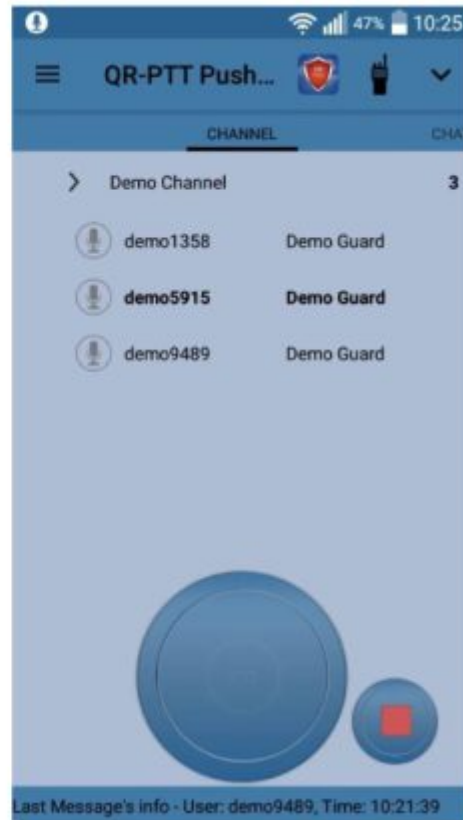 47% 10:25
QR-PTT Push...
CHANNEL CHA
Demo Channel 3
demo1358 Demo Guard
demo5915 Demo Guard
demo9489 Demo Guard
Last Message's info - User: demo9489, Time: 10:21:39